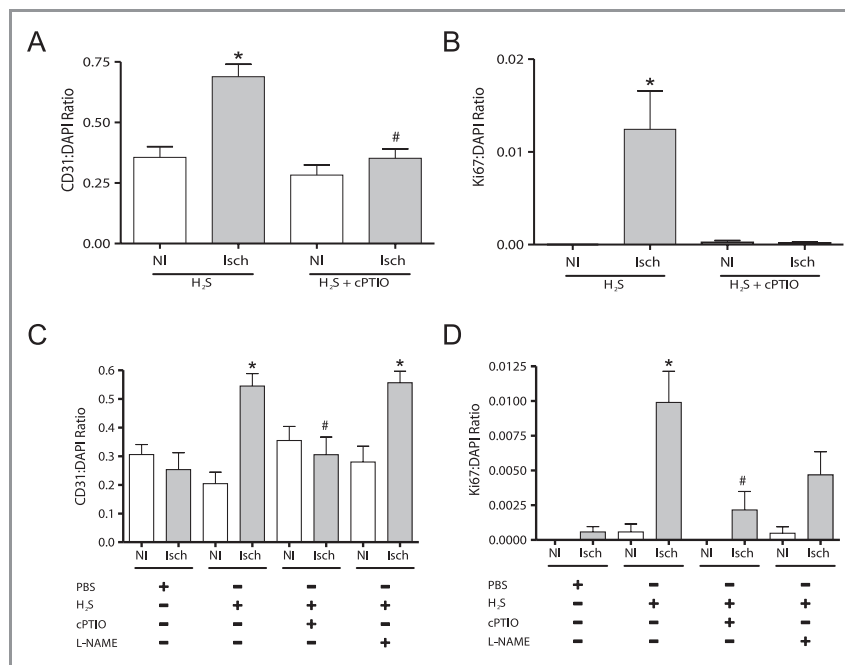 A
CD31:DAPI Ratio
0.75
0.50
0.25
0.00
*
#
NI Isch NI Isch
H₂S H₂S + cPTIO
B
Ki67:DAPI Ratio
0.02
0.01
0.00
*
NI Isch NI Isch
H₂S H₂S + cPTIO
C
CD31:DAPI Ratio
0.6
0.5
0.4
0.3
0.2
0.1
0.0
* # *
NI Isch NI Isch NI Isch NI Isch
PBS + - - -
H₂S - + + +
cPTIO - - + -
L-NAME - - - +
D
Ki67:DAPI Ratio
0.0125
0.0100
0.0075
0.0050
0.0025
0.0000
*
#
NI Isch NI Isch NI Isch NI Isch
PBS + - - -
H₂S - + + +
cPTIO - - + -
L-NAME - - - +